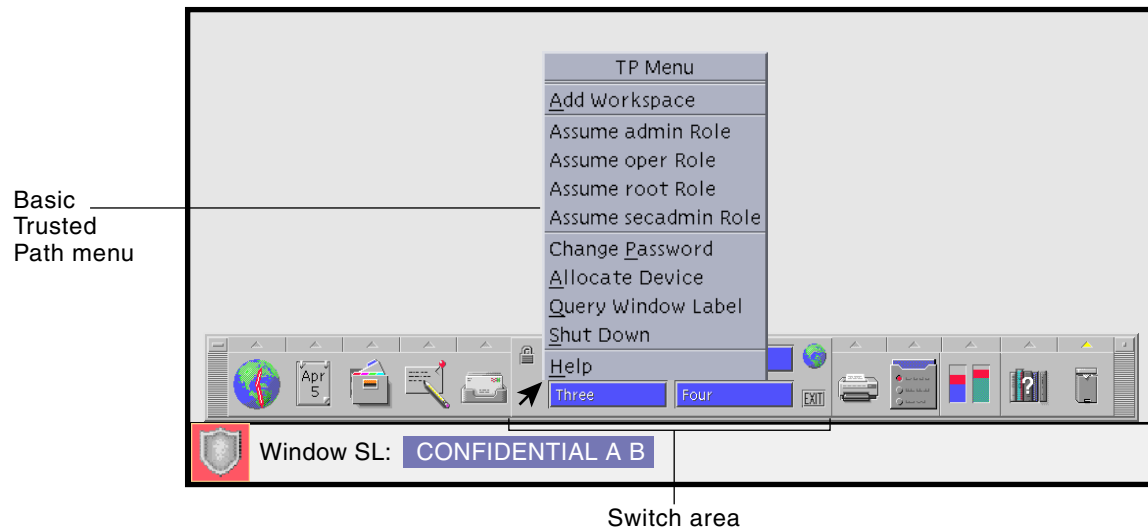 TP Menu
Add Workspace
Assume admin Role
Assume oper Role
Assume root Role
Assume secadmin Role
Change Password
Allocate Device
Query Window Label
Shut Down
Help
Basic
Trusted
Path menu
Apr
5
?
Three
Four
EXIT
Window SL: CONFIDENTIAL A B
Switch area